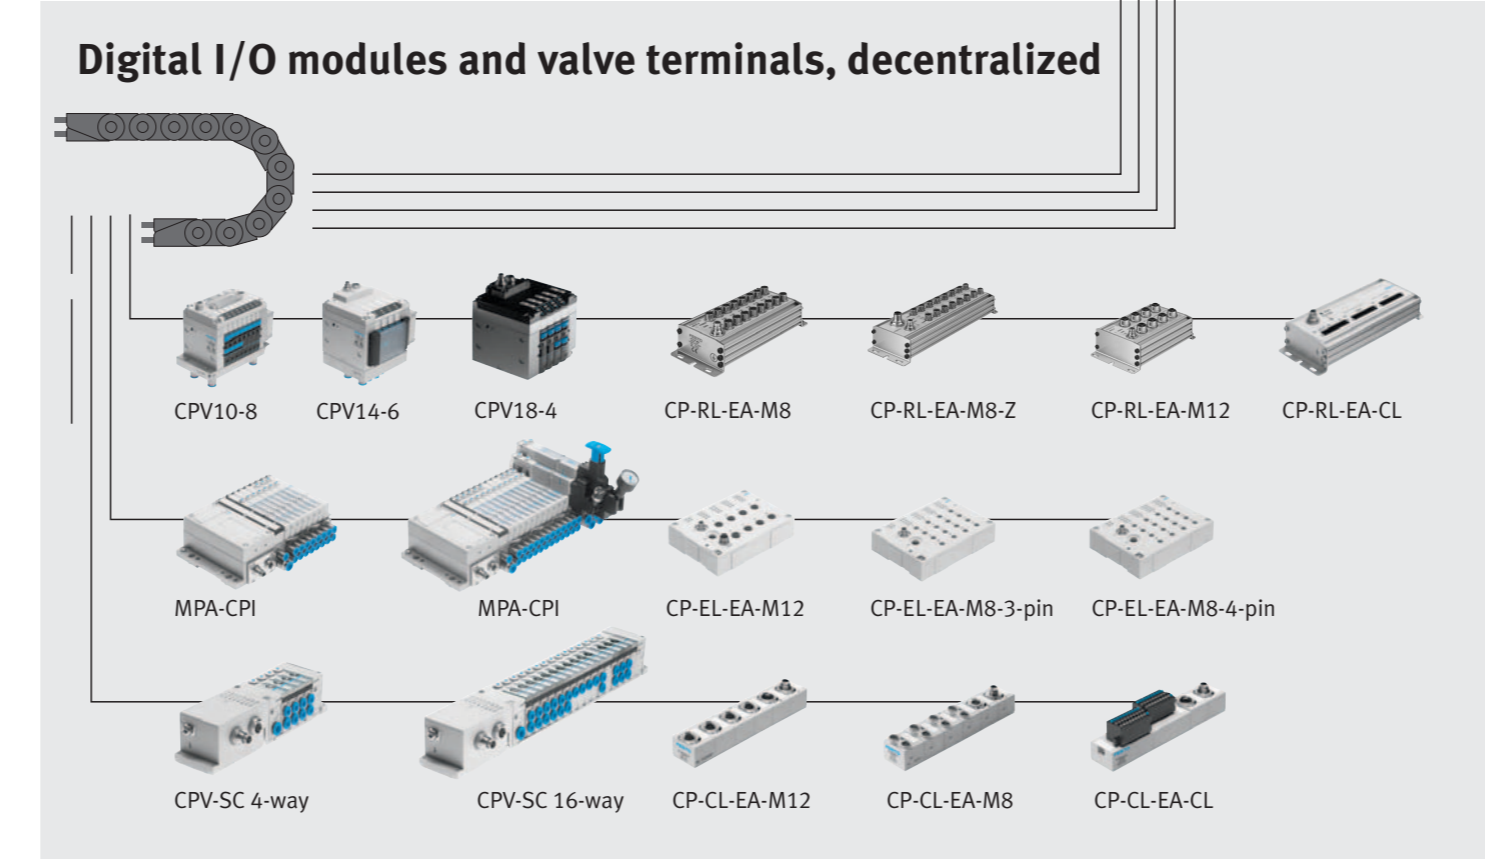 Digital I/O modules and valve terminals, decentralized
CPV10-8 CPV14-6 CPV18-4 CP-RL-EA-M8 CP-RL-EA-M8-Z CP-RL-EA-M12 CP-RL-EA-CL
MPA-CPI MPA-CPI CP-EL-EA-M12 CP-EL-EA-M8-3-pin CP-EL-EA-M8-4-pin
CPV-SC 4-way CPV-SC 16-way CP-CL-EA-M12 CP-CL-EA-M8 CP-CL-EA-CL